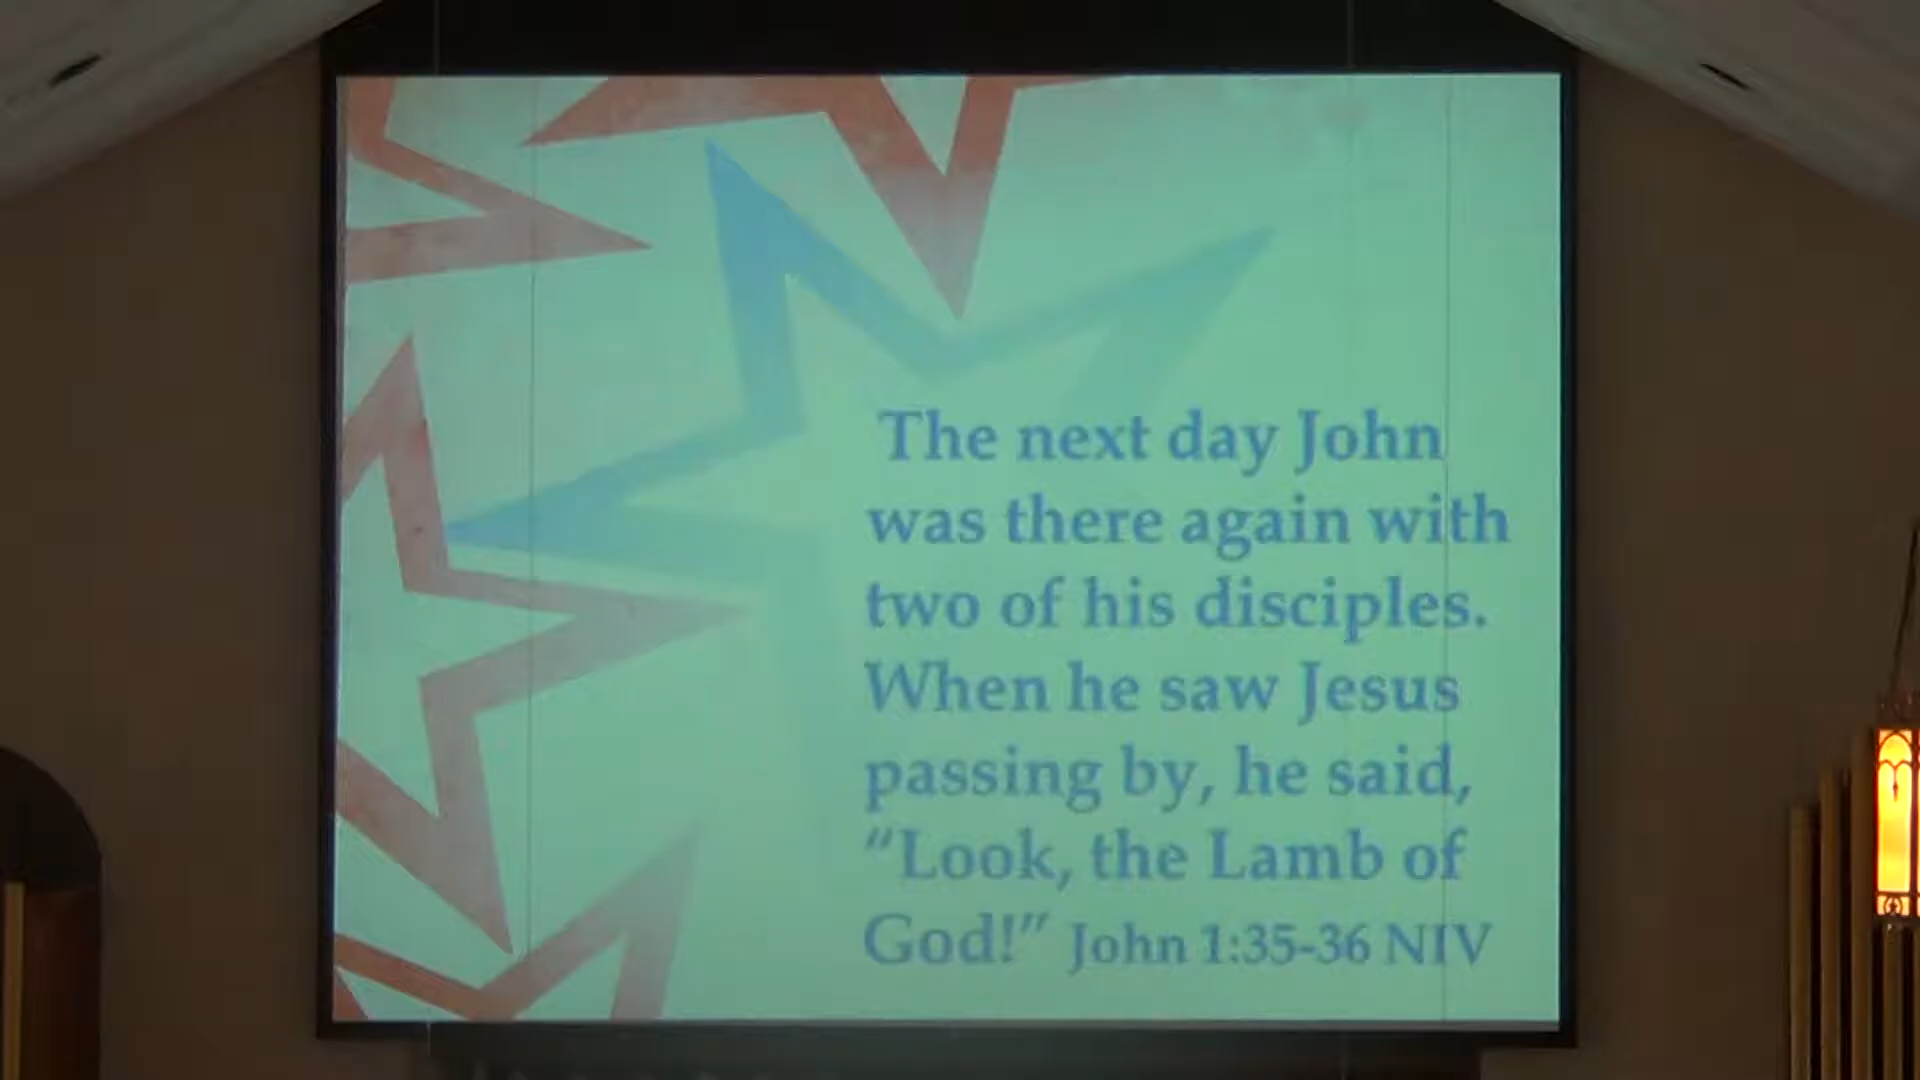 The next day John
was there again with
two of his disciples.
When he saw Jesus
passing by, he said,
“Look, the Lamb of
God!” John 1:35-36 NIV